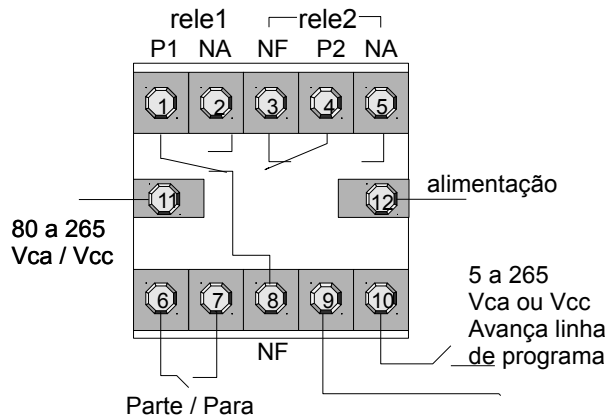 rele1 rele2
P1 NA NF P2 NA
1 2 3 4 5
11 12
alimentação
80 a 265
Vca / Vcc
6 7 8 9 10
NF
5 a 265
Vca ou Vcc
Avança linha
de programa
Parte / Para